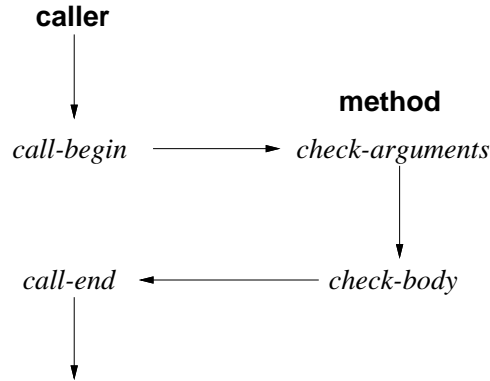 caller
method
call-begin
check-arguments
call-end
check-body